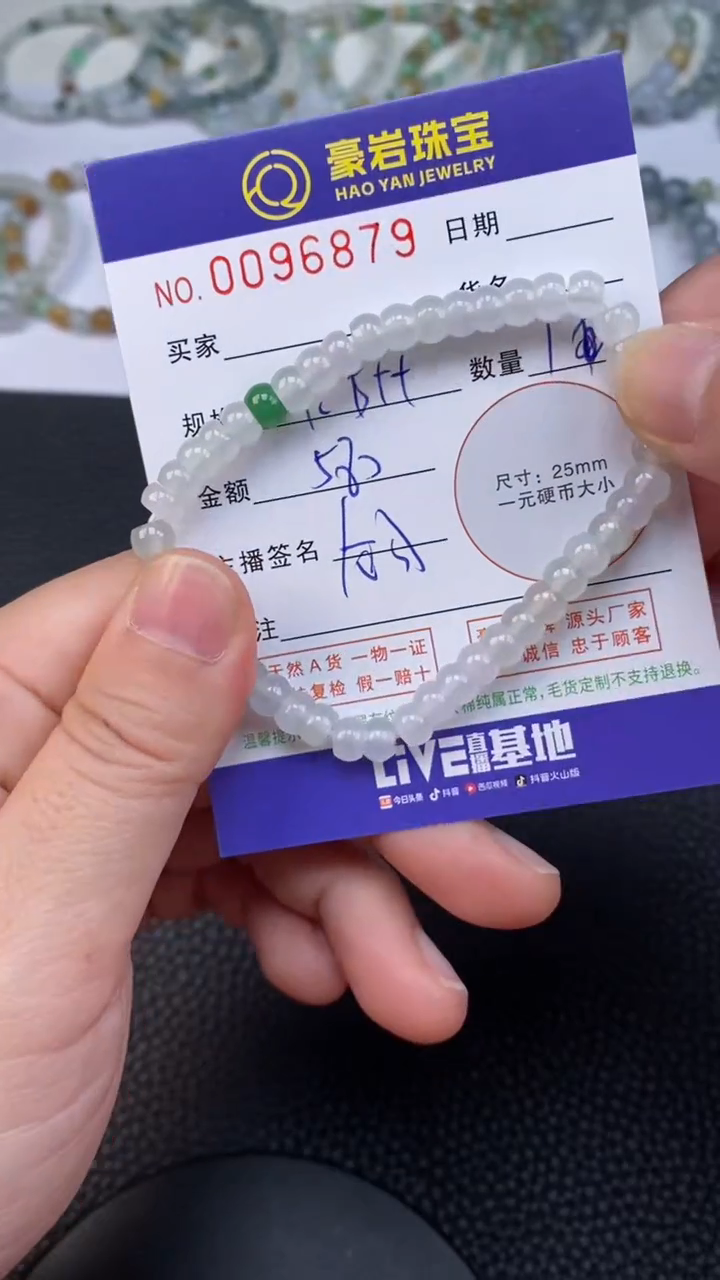 豪岩珠宝
HAO YAN JEWELRY
NO. 0096879 日期
买家
数量 1
金额 580
尺寸：25mm
一元硬币大小
主播签名
注
天然A货 一物一证
复检 假一赔十
源头厂家
诚信 忠于顾客
温馨提示
纯属正常，毛货定制不支持退换。
LIVE直播基地
今日头条 抖音 西瓜视频 抖音火山版